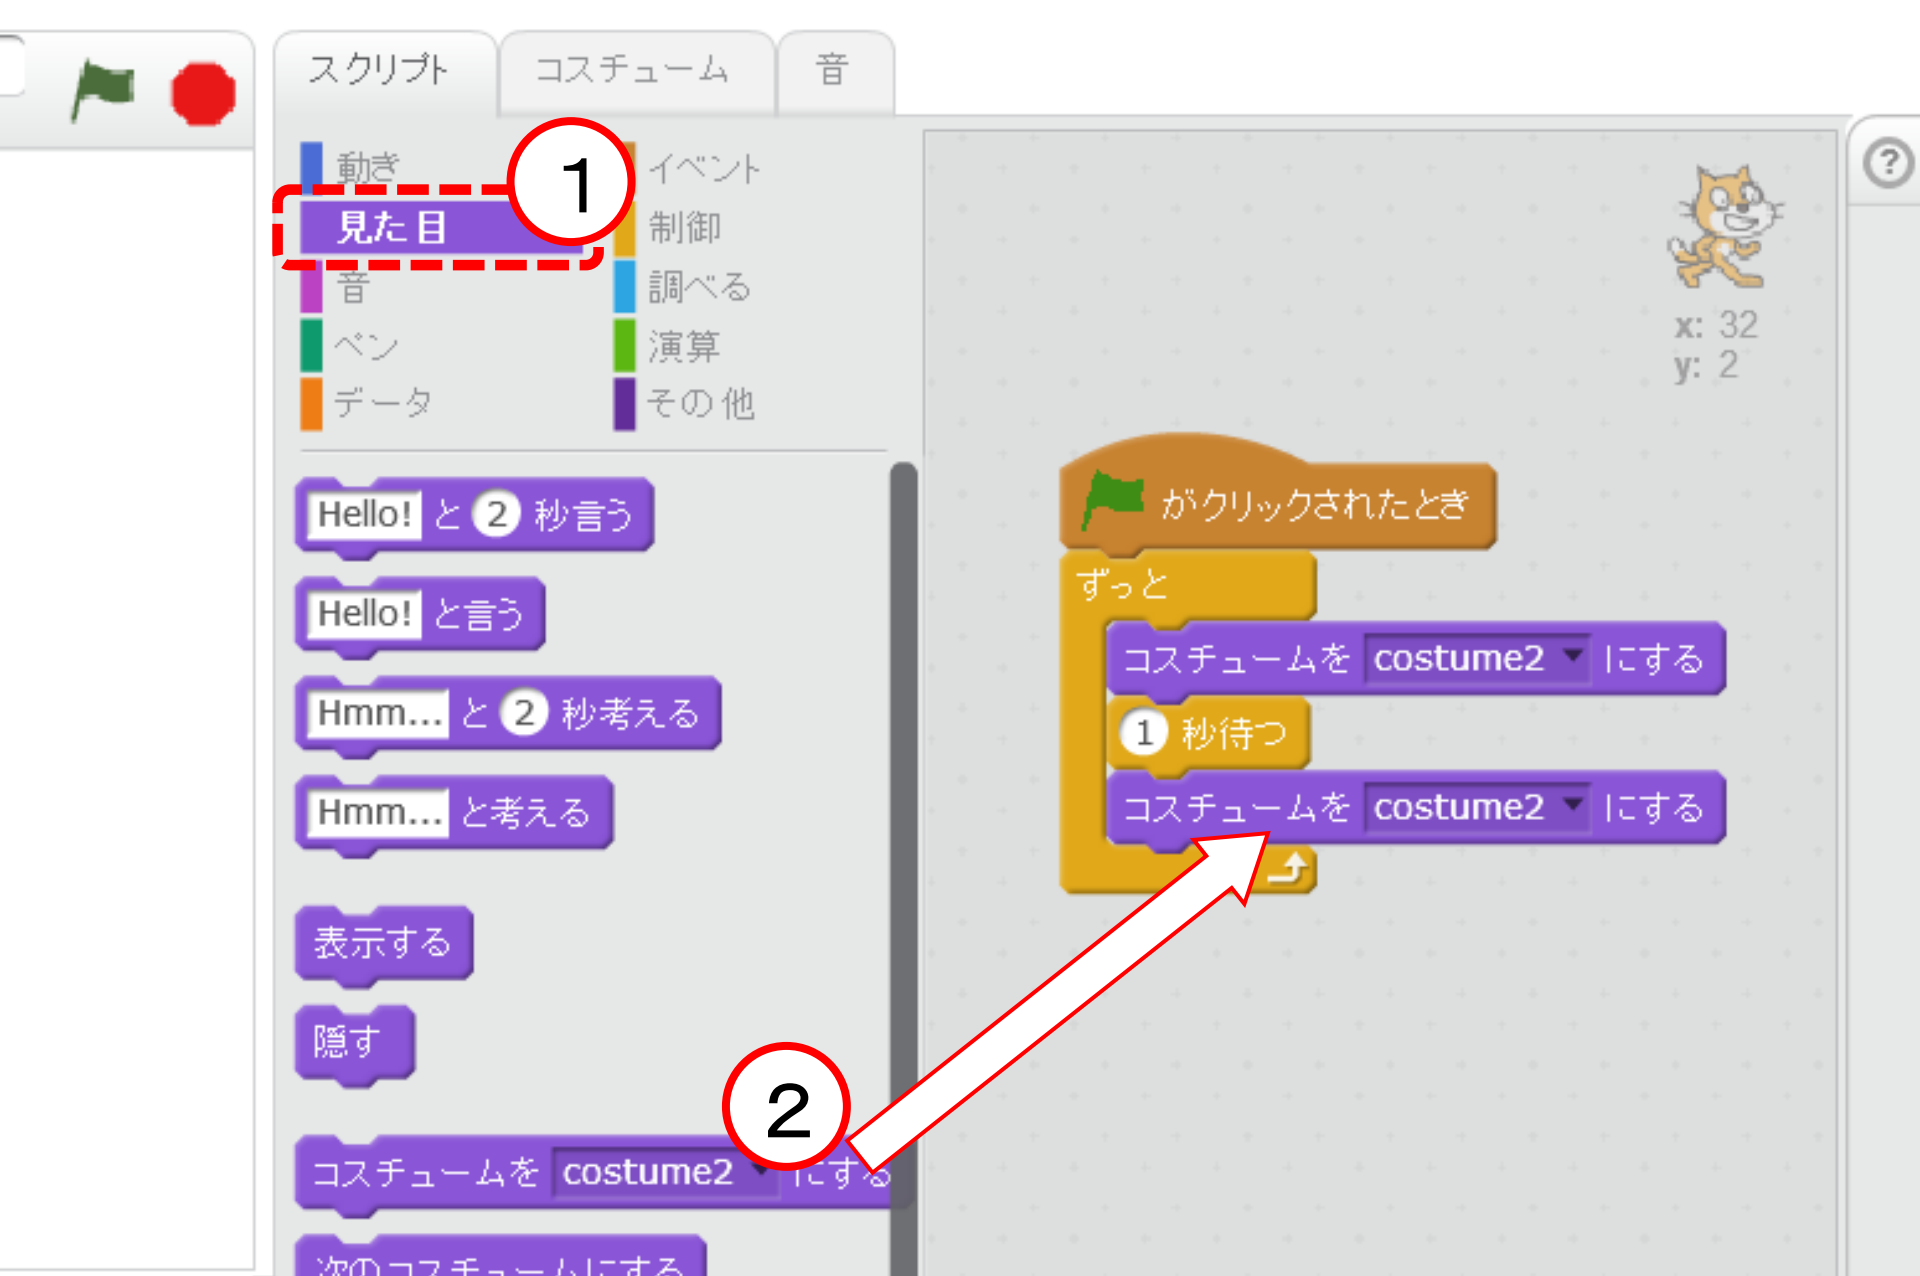 スクリプト
コスチューム
音
動き
イベント
見た目
制御
音
調べる
ペン
演算
データ
その他
1
x: 32
y: 2
Hello! と 2 秒言う
Hello! と言う
Hmm... と 2 秒考える
Hmm... と考える
表示する
隠す
コスチュームを costume2 にする
次のコスチュームにする
2
がクリックされたとき
ずっと
コスチュームを costume2 にする
1 秒待つ
コスチュームを costume2 にする
?